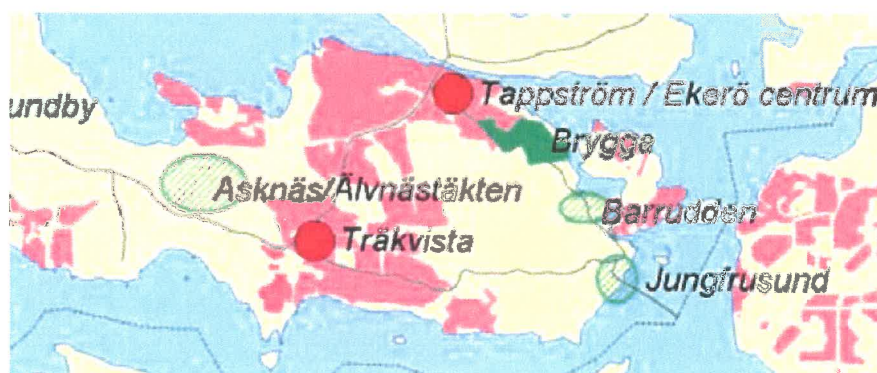 undby
Tappström / Ekerö centrum
Brygga
Asknäs/Älvnästäkten
Barrudden
Träkvista
Jungfrusund